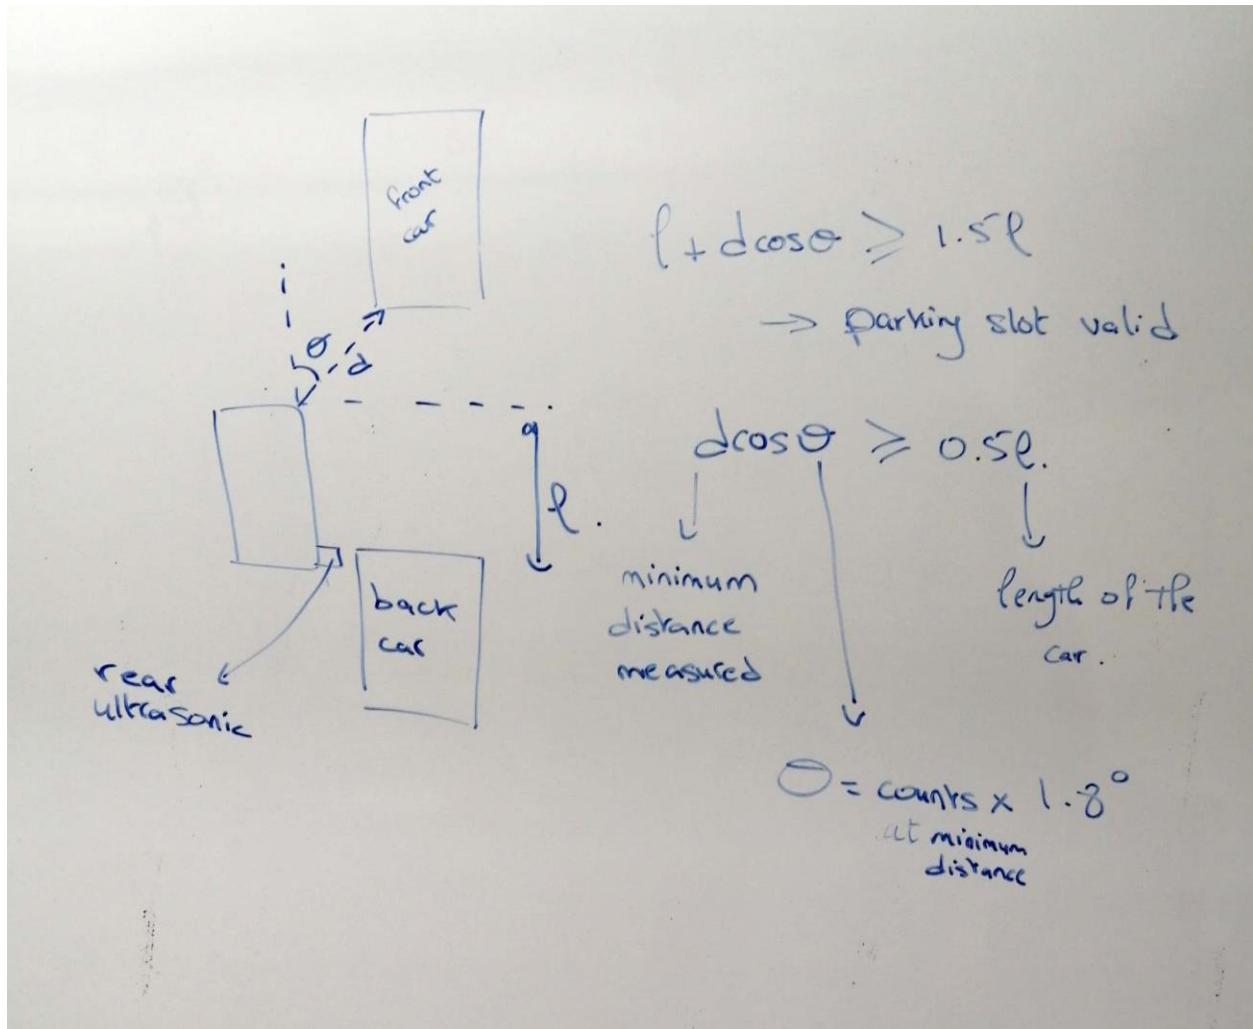 front
car
θ
d
ℓ.
back
car
rear
ultrasonic
ℓ + dcosθ ≥ 1.5ℓ
→ parking slot valid
dcosθ ≥ 0.5ℓ.
minimum
distance
measured
length of the
car.
θ = counts x 1.8°
at minimum
distance